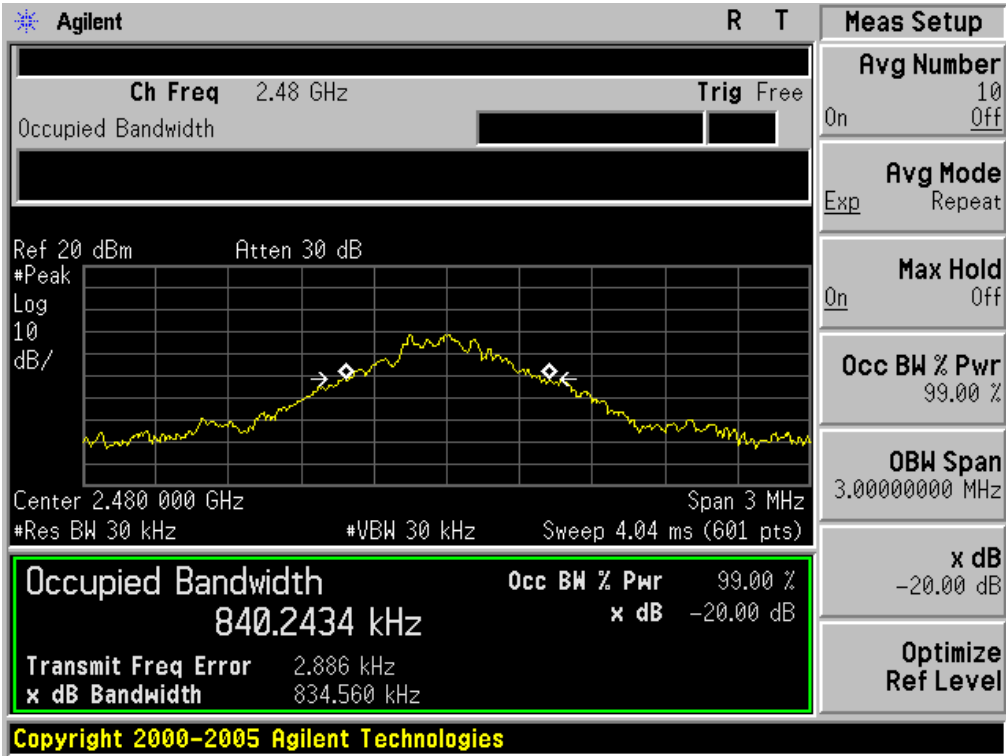 Agilent R T
Ch Freq 2.48 GHz Trig Free
Occupied Bandwidth
Ref 20 dBm Atten 30 dB
#Peak
Log
10
dB/
Center 2.480 000 GHz Span 3 MHz
#Res BW 30 kHz #VBW 30 kHz Sweep 4.04 ms (601 pts)
Occupied Bandwidth Occ BW % Pwr 99.00 %
840.2434 kHz x dB -20.00 dB
Transmit Freq Error 2.886 kHz
x dB Bandwidth 834.560 kHz
Copyright 2000-2005 Agilent Technologies
Meas Setup
Avg Number
10
On Off
Avg Mode
Exp Repeat
Max Hold
On Off
Occ BW % Pwr
99.00 %
OBW Span
3.00000000 MHz
x dB
-20.00 dB
Optimize
Ref Level